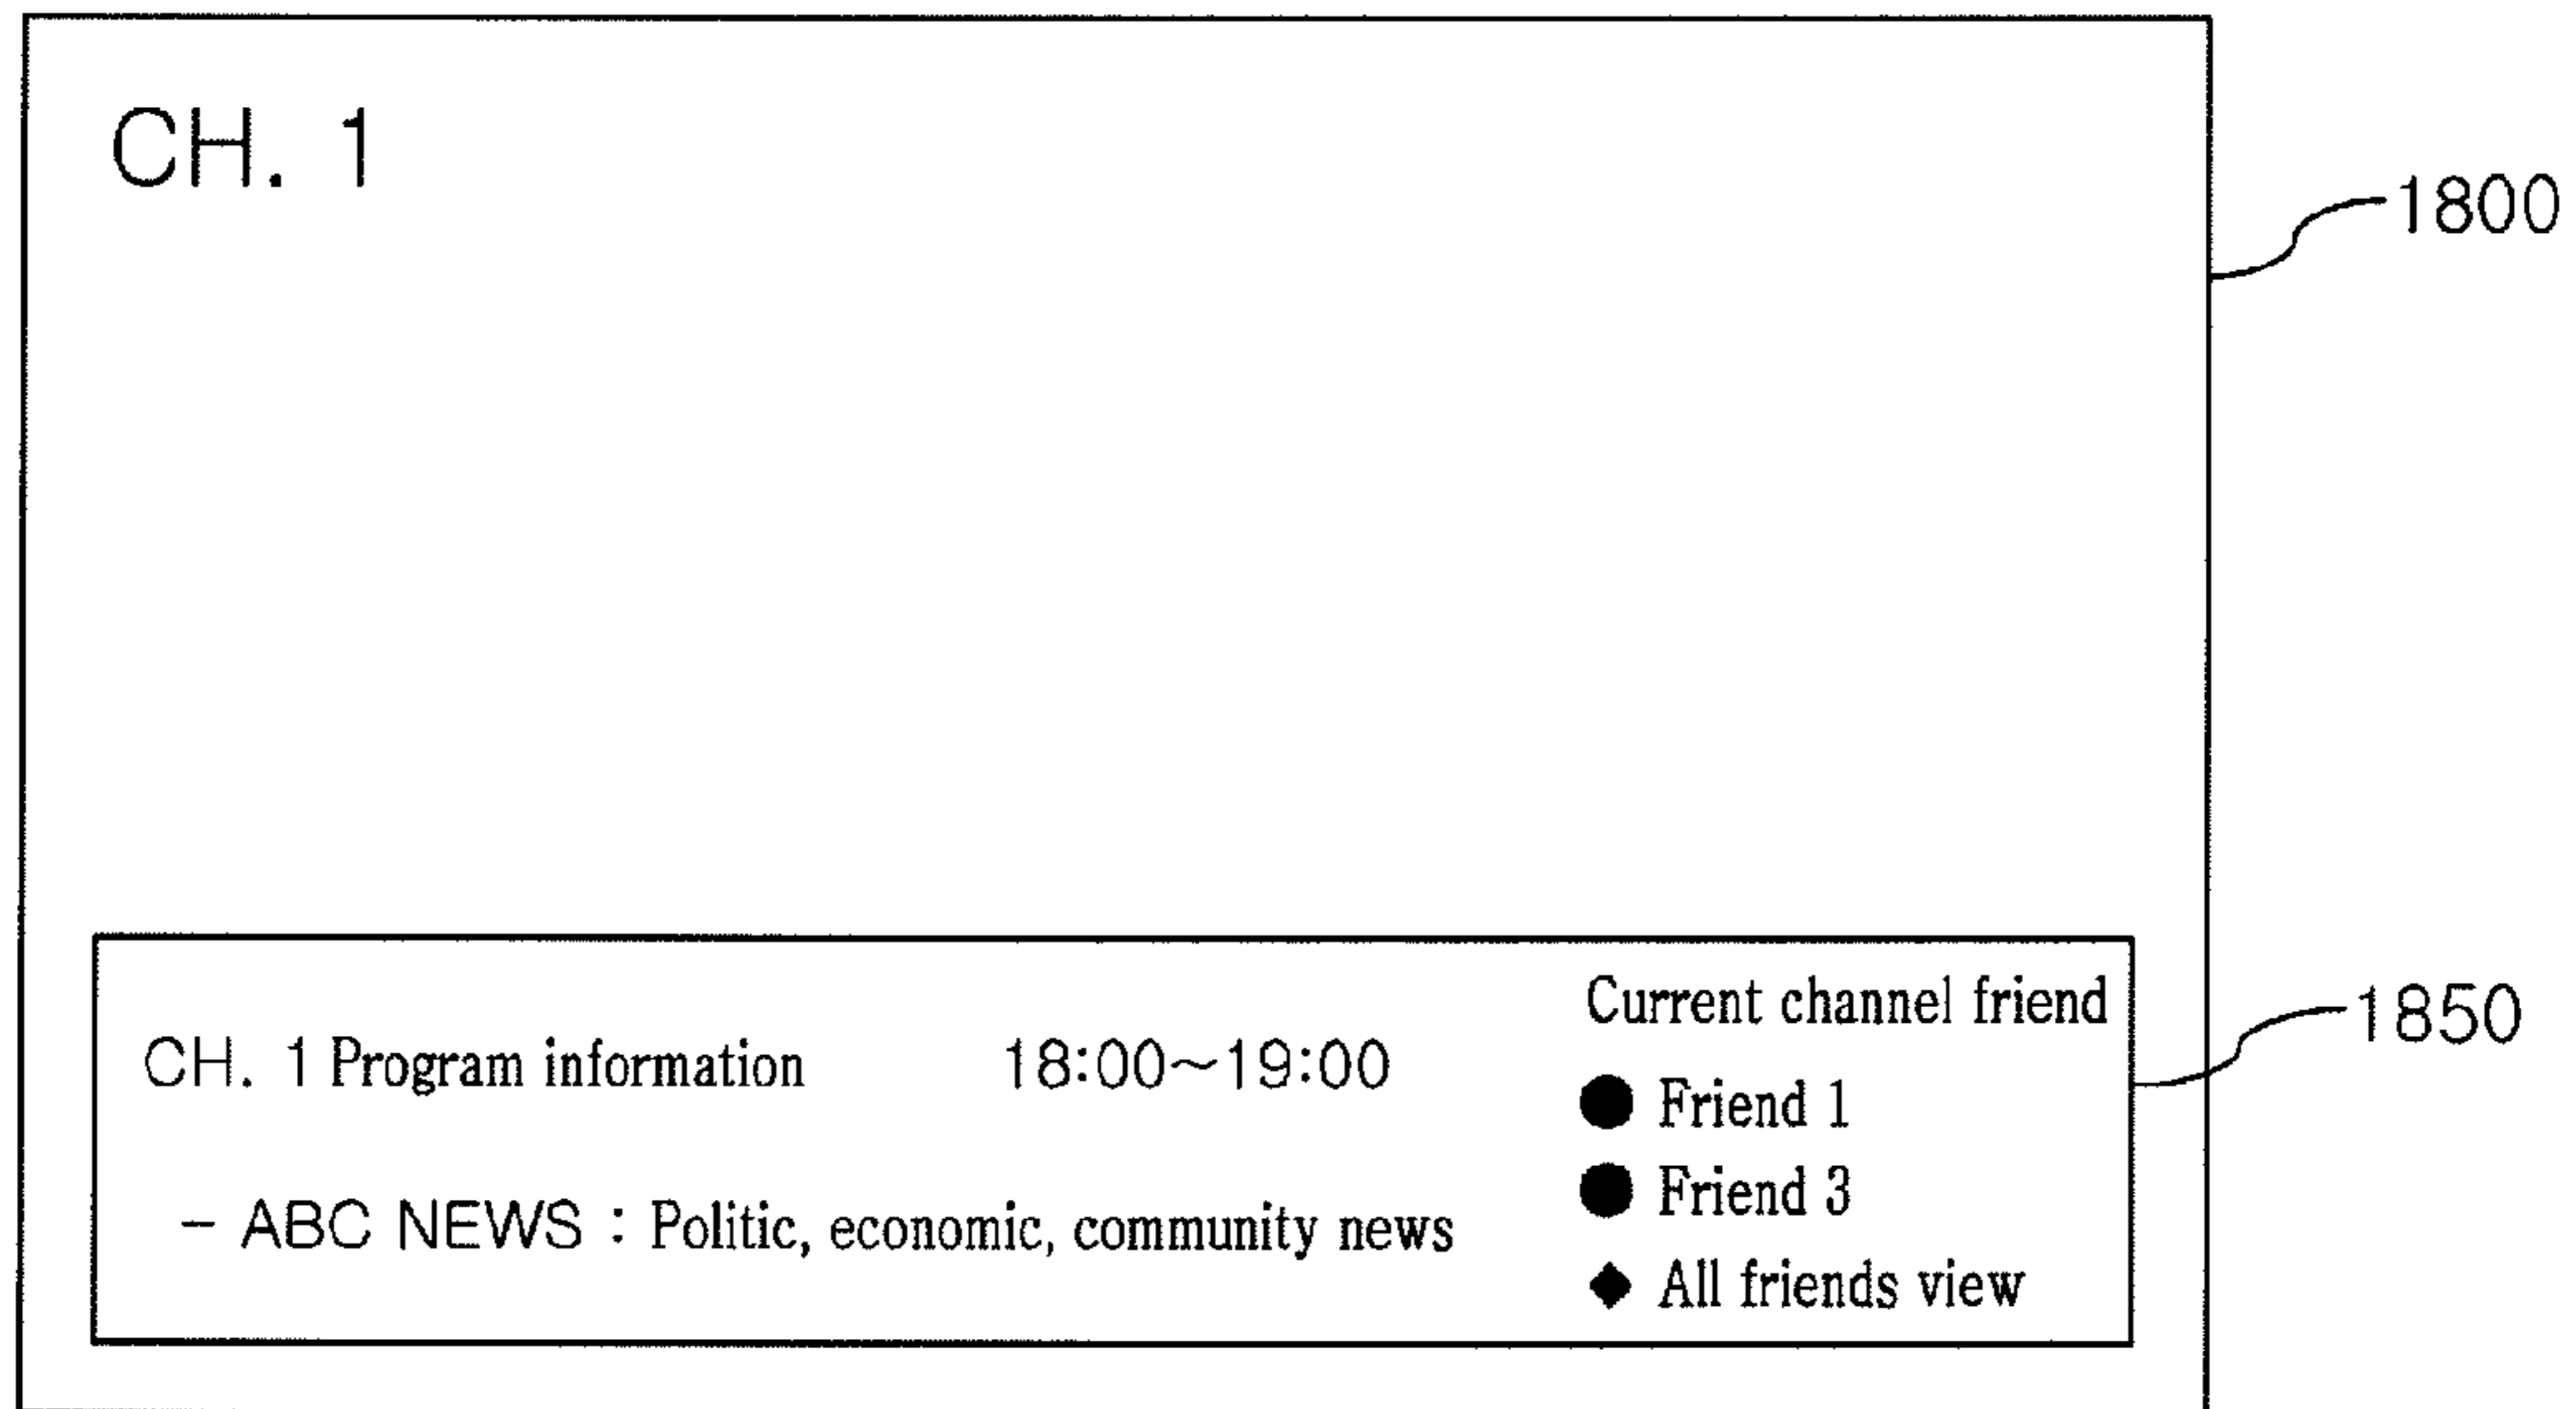 CH. 1
1800
CH. 1 Program information 18:00~19:00
- ABC NEWS : Politic, economic, community news
Current channel friend
● Friend 1
● Friend 3
◆ All friends view
1850